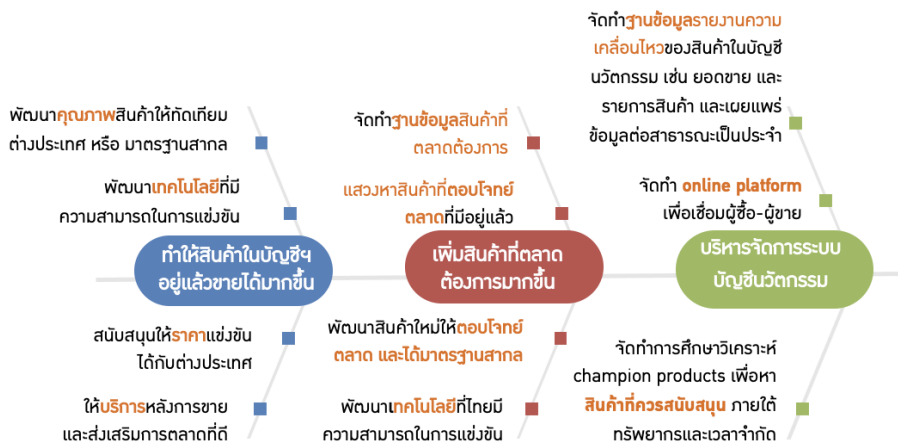 พัฒนาคุณภาพสินค้าให้ทัดเทียม
ต่างประเทศ หรือ มาตรฐานสากล
พัฒนาเทคโนโลยีที่มี
ความสามารถในการแข่งขัน
ทำให้สินค้าในบัญชีฯ
อยู่แล้วขายได้มากขึ้น
สนับสนุนให้ราคาแข่งขัน
ได้กับต่างประเทศ
ให้บริการหลังการขาย
และส่งเสริมการตลาดที่ดี
จัดทำฐานข้อมูลสินค้าที่
ตลาดต้องการ
แสวงหาสินค้าที่ตอบโจทย์
ตลาดที่มีอยู่แล้ว
เพิ่มสินค้าที่ตลาด
ต้องการมากขึ้น
พัฒนาสินค้าใหม่ให้ตอบโจทย์
ตลาด และได้มาตรฐานสากล
พัฒนาเทคโนโลยีที่ไทยมี
ความสามารถในการแข่งขัน
จัดทำฐานข้อมูลรายงานความ
เคลื่อนไหวของสินค้าในบัญชี
นวัตกรรม เช่น ยอดขาย และ
รายการสินค้า และเผยแพร่
ข้อมูลต่อสาธารณะเป็นประจำ
จัดทำ online platform
เพื่อเชื่อมผู้ซื้อ-ผู้ขาย
บริหารจัดการระบบ
บัญชีนวัตกรรม
จัดทำการศึกษาวิเคราะห์
champion products เพื่อหา
สินค้าที่ควรสนับสนุน ภายใต้
ทรัพยากรและเวลาจำกัด